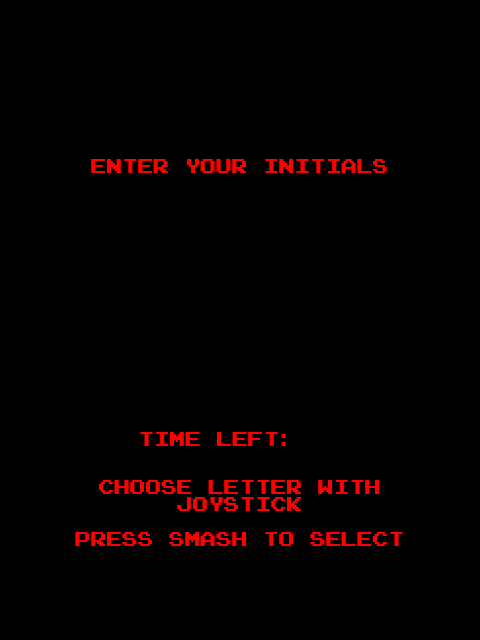 ENTER YOUR INITIALS
TIME LEFT:
CHOOSE LETTER WITH
JOYSTICK
PRESS SMASH TO SELECT